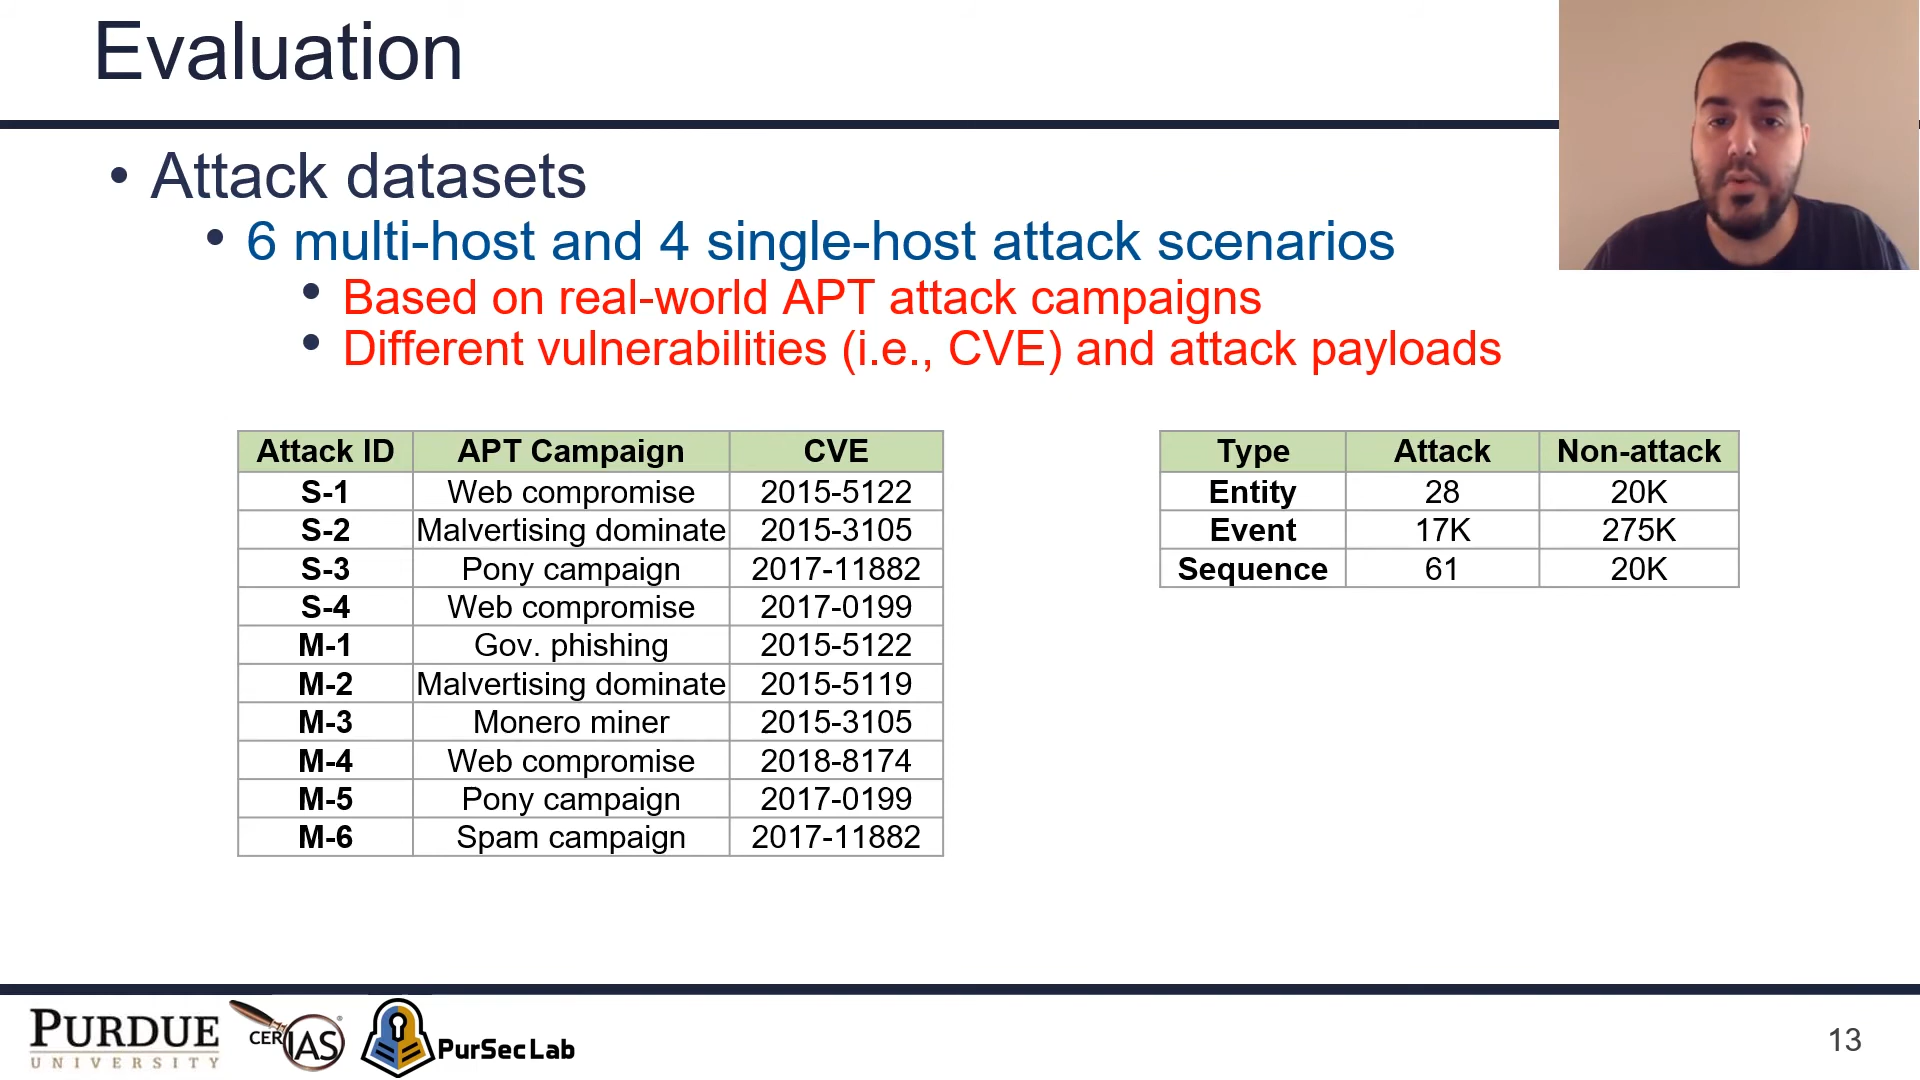 Evaluation
• Attack datasets
• 6 multi-host and 4 single-host attack scenarios
• Based on real-world APT attack campaigns
• Different vulnerabilities (i.e., CVE) and attack payloads
Attack ID APT Campaign CVE
S-1 Web compromise 2015-5122
S-2 Malvertising dominate 2015-3105
S-3 Pony campaign 2017-11882
S-4 Web compromise 2017-0199
M-1 Gov. phishing 2015-5122
M-2 Malvertising dominate 2015-5119
M-3 Monero miner 2015-3105
M-4 Web compromise 2018-8174
M-5 Pony campaign 2017-0199
M-6 Spam campaign 2017-11882
Type Attack Non-attack
Entity 28 20K
Event 17K 275K
Sequence 61 20K
PURDUE
UNIVERSITY
CERIAS
®
PurSecLab
13